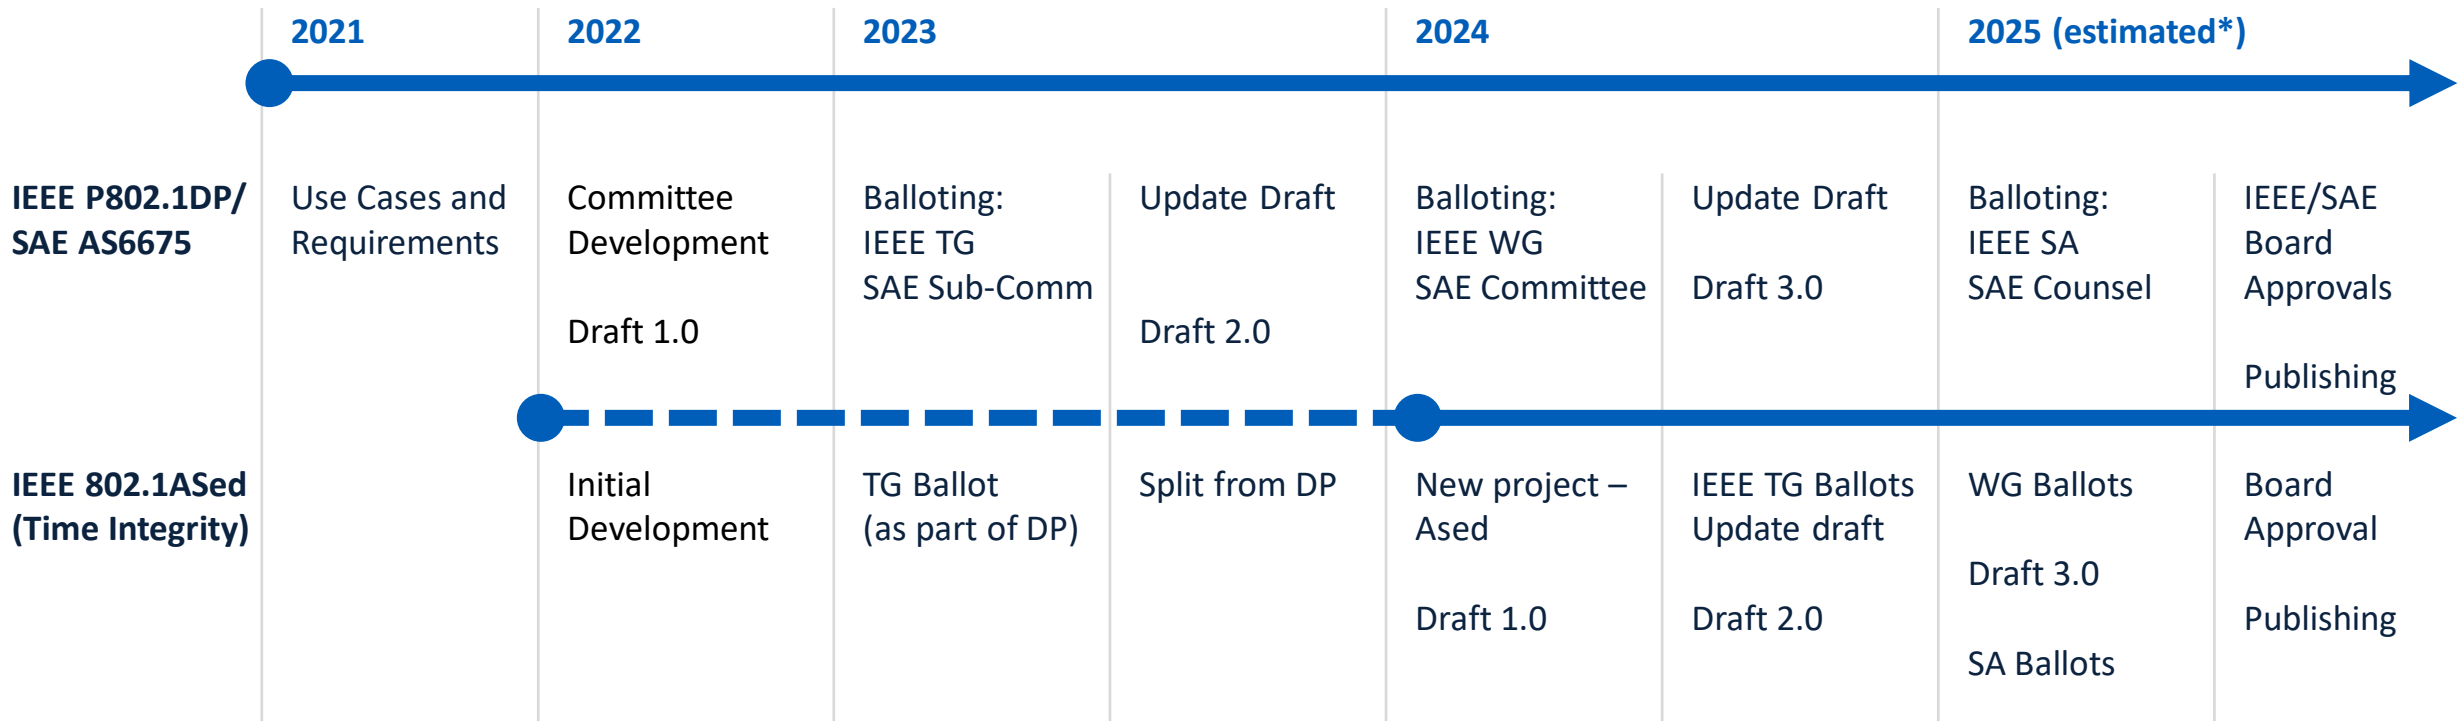 2021
2022
2023
2024
2025 (estimated*)
IEEE P802.1DP/
SAE AS6675
Use Cases and
Requirements
Committee
Development
Draft 1.0
Balloting:
IEEE TG
SAE Sub-Comm
Update Draft
Draft 2.0
Balloting:
IEEE WG
SAE Committee
Update Draft
Draft 3.0
Balloting:
IEEE SA
SAE Counsel
IEEE/SAE
Board
Approvals
Publishing
IEEE 802.1ASed
(Time Integrity)
Initial
Development
TG Ballot
(as part of DP)
Split from DP
New project –
Ased
Draft 1.0
IEEE TG Ballots
Update draft
Draft 2.0
WG Ballots
Draft 3.0
SA Ballots
Board
Approval
Publishing